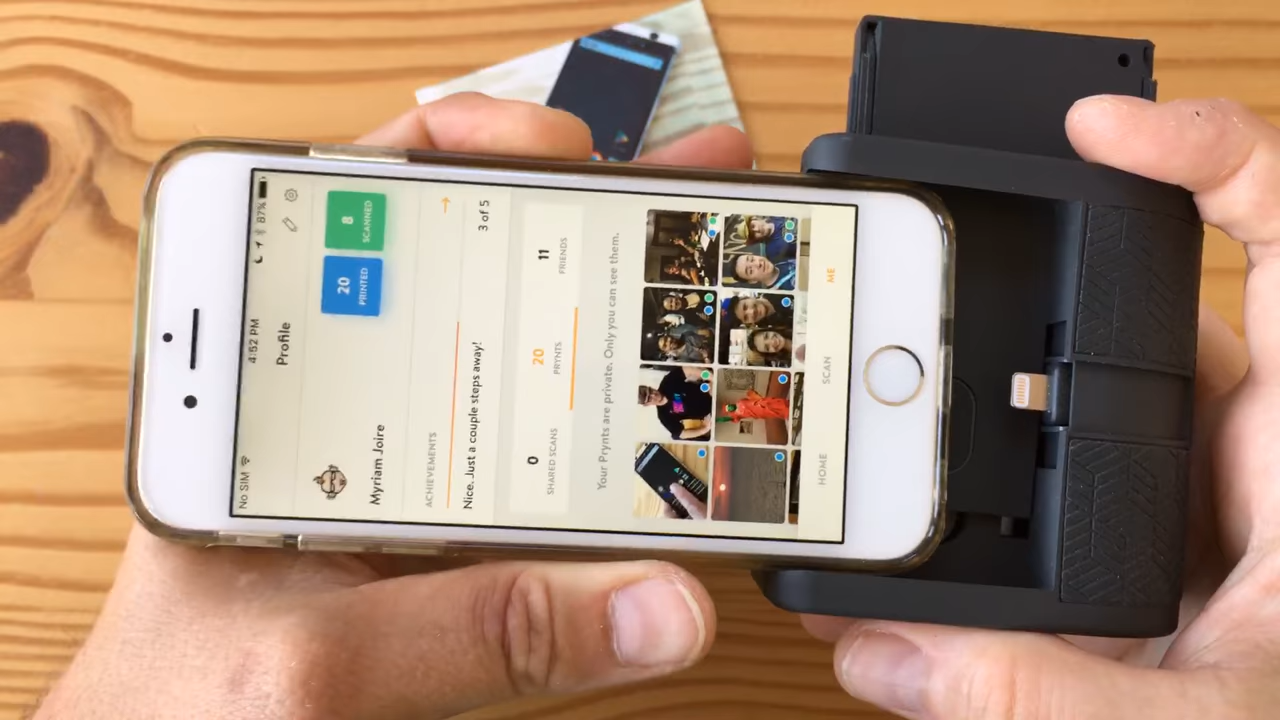 No SIM 4:52 PM 87%
Profile
Myriam Joire
20
PRINTED
8
SCANNED
ACHIEVEMENTS
Nice. Just a couple steps away!
3 of 5
0
SHARED SCANS
20
PRYNTS
11
FRIENDS
Your Prynts are private. Only you can see them.
HOME
SCAN
ME